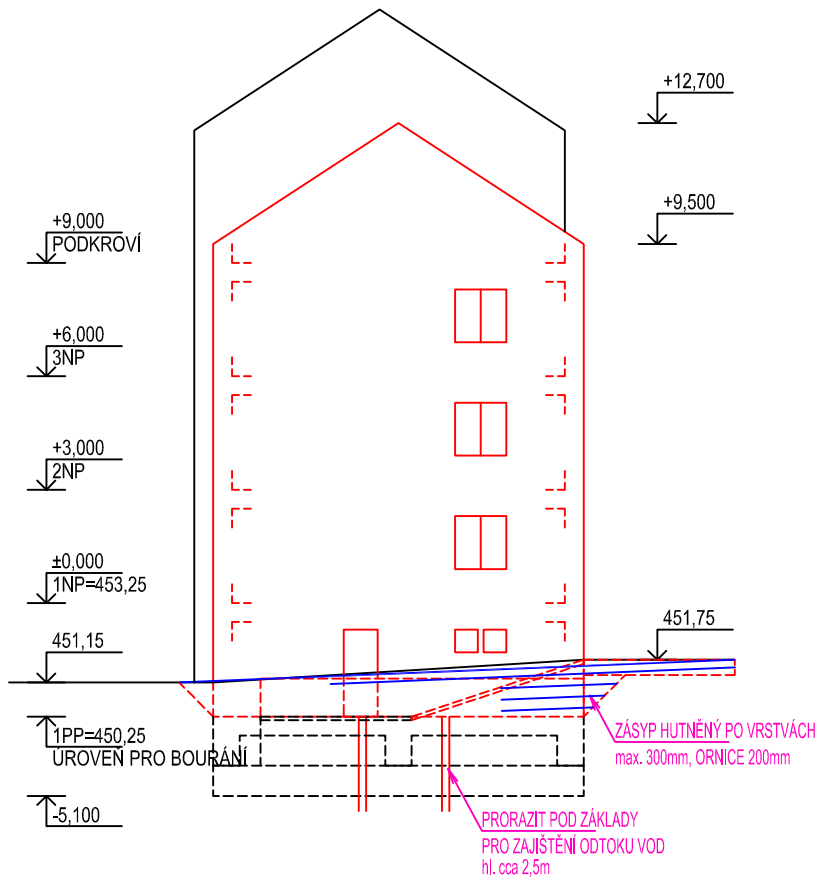 +12,700
+9,500
+9,000
PODKROVÍ
+6,000
3NP
+3,000
2NP
±0,000
1NP=453,25
451,15
451,75
1PP=450,25
ÚROVEŇ PRO BOURÁNÍ
-5,100
ZÁSYP HUTNĚNÝ PO VRSTVÁCH
max. 300mm, ORNICE 200mm
PRORAZIT POD ZÁKLADY
PRO ZAJIŠTĚNÍ ODTOKU VOD
hl. cca 2,5m